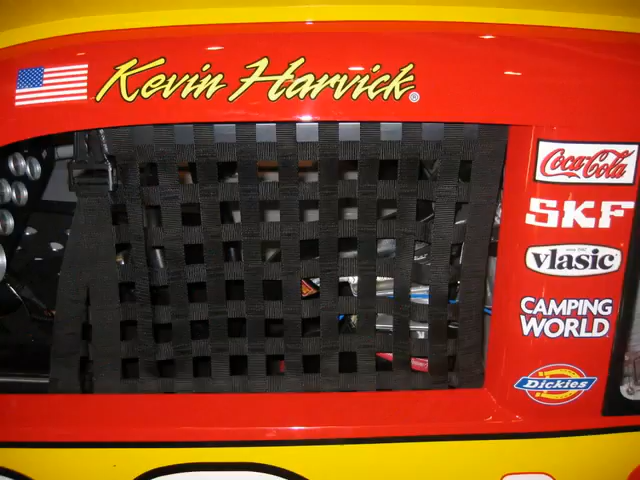 Kevin Harvick
Coca-Cola
SKF
vlasic
CAMPING
WORLD
Dickies